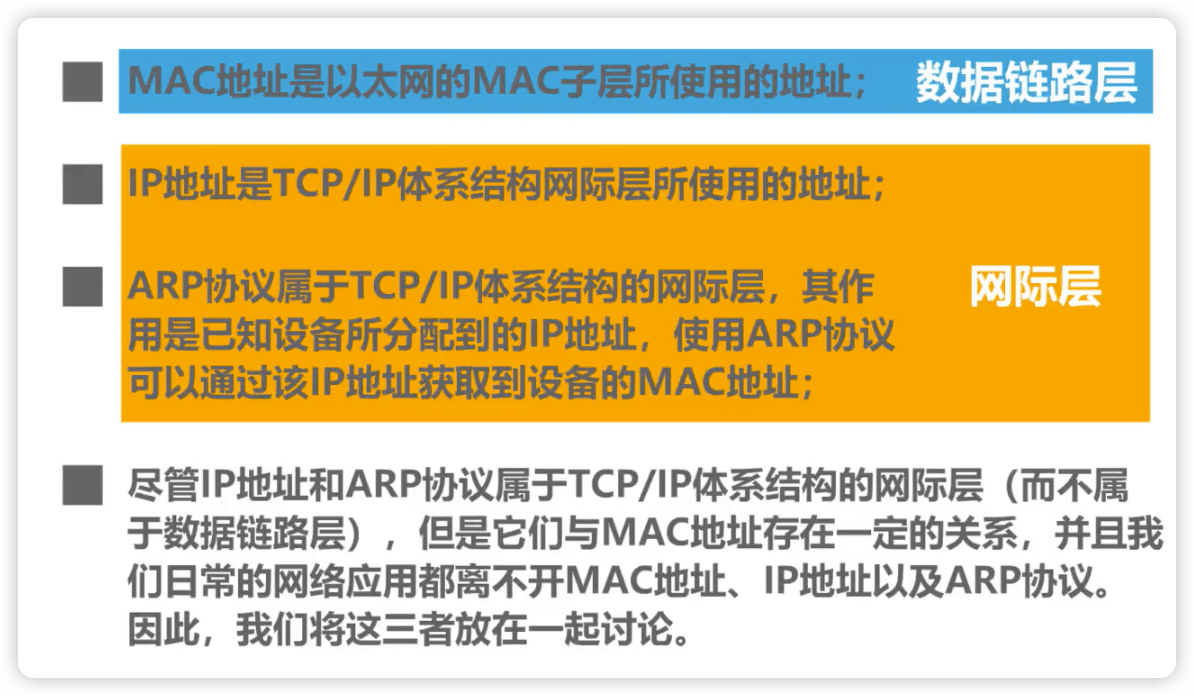 MAC地址是以太网的MAC子层所使用的地址； 数据链路层
IP地址是TCP/IP体系结构网际层所使用的地址；
ARP协议属于TCP/IP体系结构的网际层，其作 网际层
用是已知设备所分配到的IP地址，使用ARP协议
可以通过该IP地址获取到设备的MAC地址；
尽管IP地址和ARP协议属于TCP/IP体系结构的网际层（而不属
于数据链路层），但是它们与MAC地址存在一定的关系，并且我
们日常的网络应用都离不开MAC地址、IP地址以及ARP协议。
因此，我们将这三者放在一起讨论。